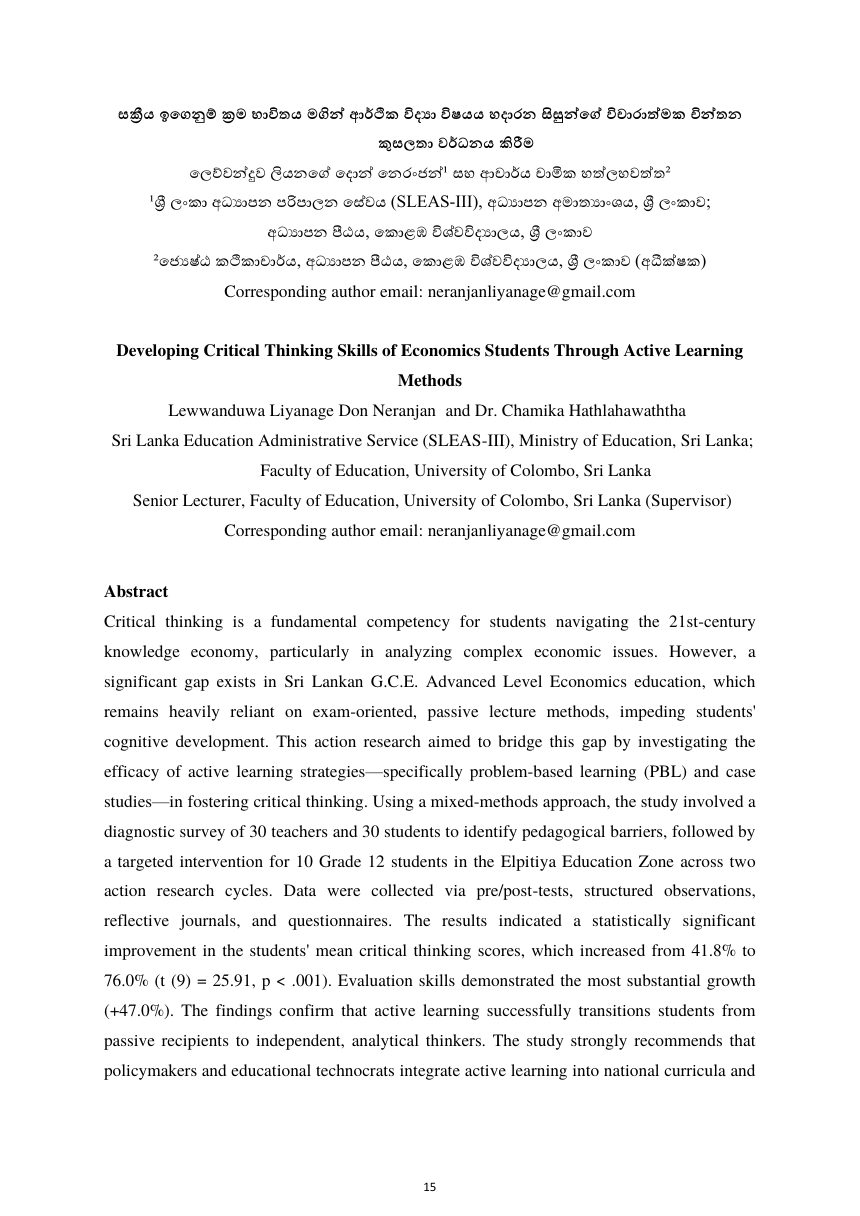 සක්‍රීය ඉගෙනුම් ක්‍රම භාවිතය මගින් ආර්ථික විද්‍යා විෂයය හදාරන සිසුන්ගේ විචාරාත්මක චින්තන
කුසලතා වර්ධනය කිරීම
ලෙව්වන්දුව ලියනගේ දොන් නෙරංජන්¹ සහ ආචාර්ය චාමික හත්ලහවත්ත²
¹ශ්‍රී ලංකා අධ්‍යාපන පරිපාලන සේවය (SLEAS-III), අධ්‍යාපන අමාත්‍යාංශය, ශ්‍රී ලංකාව;
අධ්‍යාපන පීඨය, කොළඹ විශ්වවිද්‍යාලය, ශ්‍රී ලංකාව
²ජ්‍යෙෂ්ඨ කථිකාචාර්ය, අධ්‍යාපන පීඨය, කොළඹ විශ්වවිද්‍යාලය, ශ්‍රී ලංකාව (අධීක්ෂක)
Corresponding author email: neranjanliyanage@gmail.com
Developing Critical Thinking Skills of Economics Students Through Active Learning
Methods
Lewwanduwa Liyanage Don Neranjan and Dr. Chamika Hathlahawaththa
Sri Lanka Education Administrative Service (SLEAS-III), Ministry of Education, Sri Lanka;
Faculty of Education, University of Colombo, Sri Lanka
Senior Lecturer, Faculty of Education, University of Colombo, Sri Lanka (Supervisor)
Corresponding author email: neranjanliyanage@gmail.com
Abstract
Critical thinking is a fundamental competency for students navigating the 21st-century
knowledge economy, particularly in analyzing complex economic issues. However, a
significant gap exists in Sri Lankan G.C.E. Advanced Level Economics education, which
remains heavily reliant on exam-oriented, passive lecture methods, impeding students'
cognitive development. This action research aimed to bridge this gap by investigating the
efficacy of active learning strategies—specifically problem-based learning (PBL) and case
studies—in fostering critical thinking. Using a mixed-methods approach, the study involved a
diagnostic survey of 30 teachers and 30 students to identify pedagogical barriers, followed by
a targeted intervention for 10 Grade 12 students in the Elpitiya Education Zone across two
action research cycles. Data were collected via pre/post-tests, structured observations,
reflective journals, and questionnaires. The results indicated a statistically significant
improvement in the students' mean critical thinking scores, which increased from 41.8% to
76.0% (t (9) = 25.91, p < .001). Evaluation skills demonstrated the most substantial growth
(+47.0%). The findings confirm that active learning successfully transitions students from
passive recipients to independent, analytical thinkers. The study strongly recommends that
policymakers and educational technocrats integrate active learning into national curricula and
15